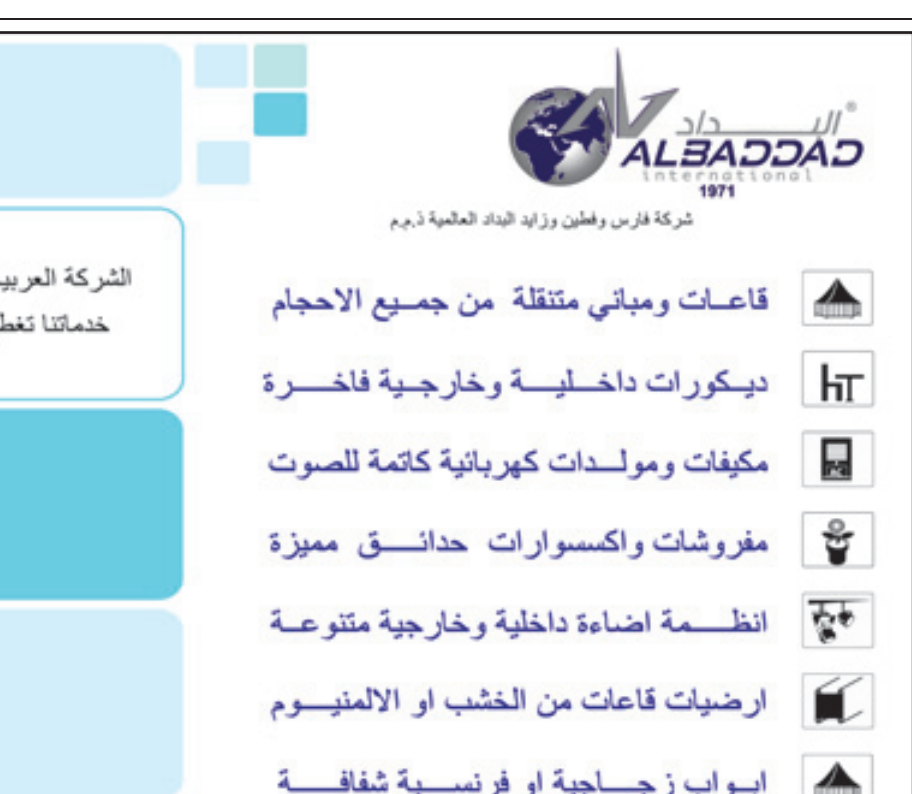 البداد®
ALBADDAD
international
1971
شركة فارس وفطين وزايد البداد العالمية ذ.م.م
قاعات ومباني متنقلة من جميع الاحجام
ديكورات داخلية وخارجية فاخرة
مكيفات ومولدات كهربائية كاتمة للصوت
مفروشات واكسسوارات حدائق مميزة
انظمة اضاءة داخلية وخارجية متنوعة
ارضيات قاعات من الخشب او الالمنيوم
ابواب زجاجية او فرنسية شفافة
الشركة
خدماتنا